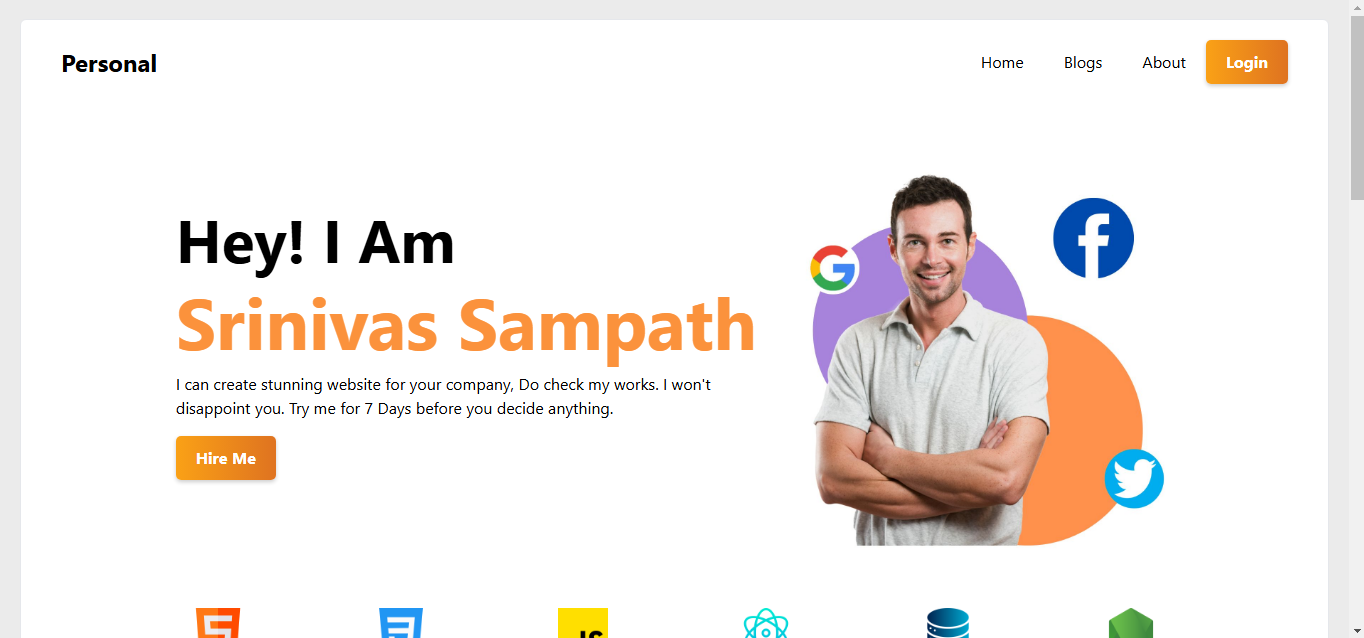 Personal
Home
Blogs
About
Login
Hey! I Am
Srinivas Sampath
I can create stunning website for your company, Do check my works. I won't
disappoint you. Try me for 7 Days before you decide anything.
Hire Me